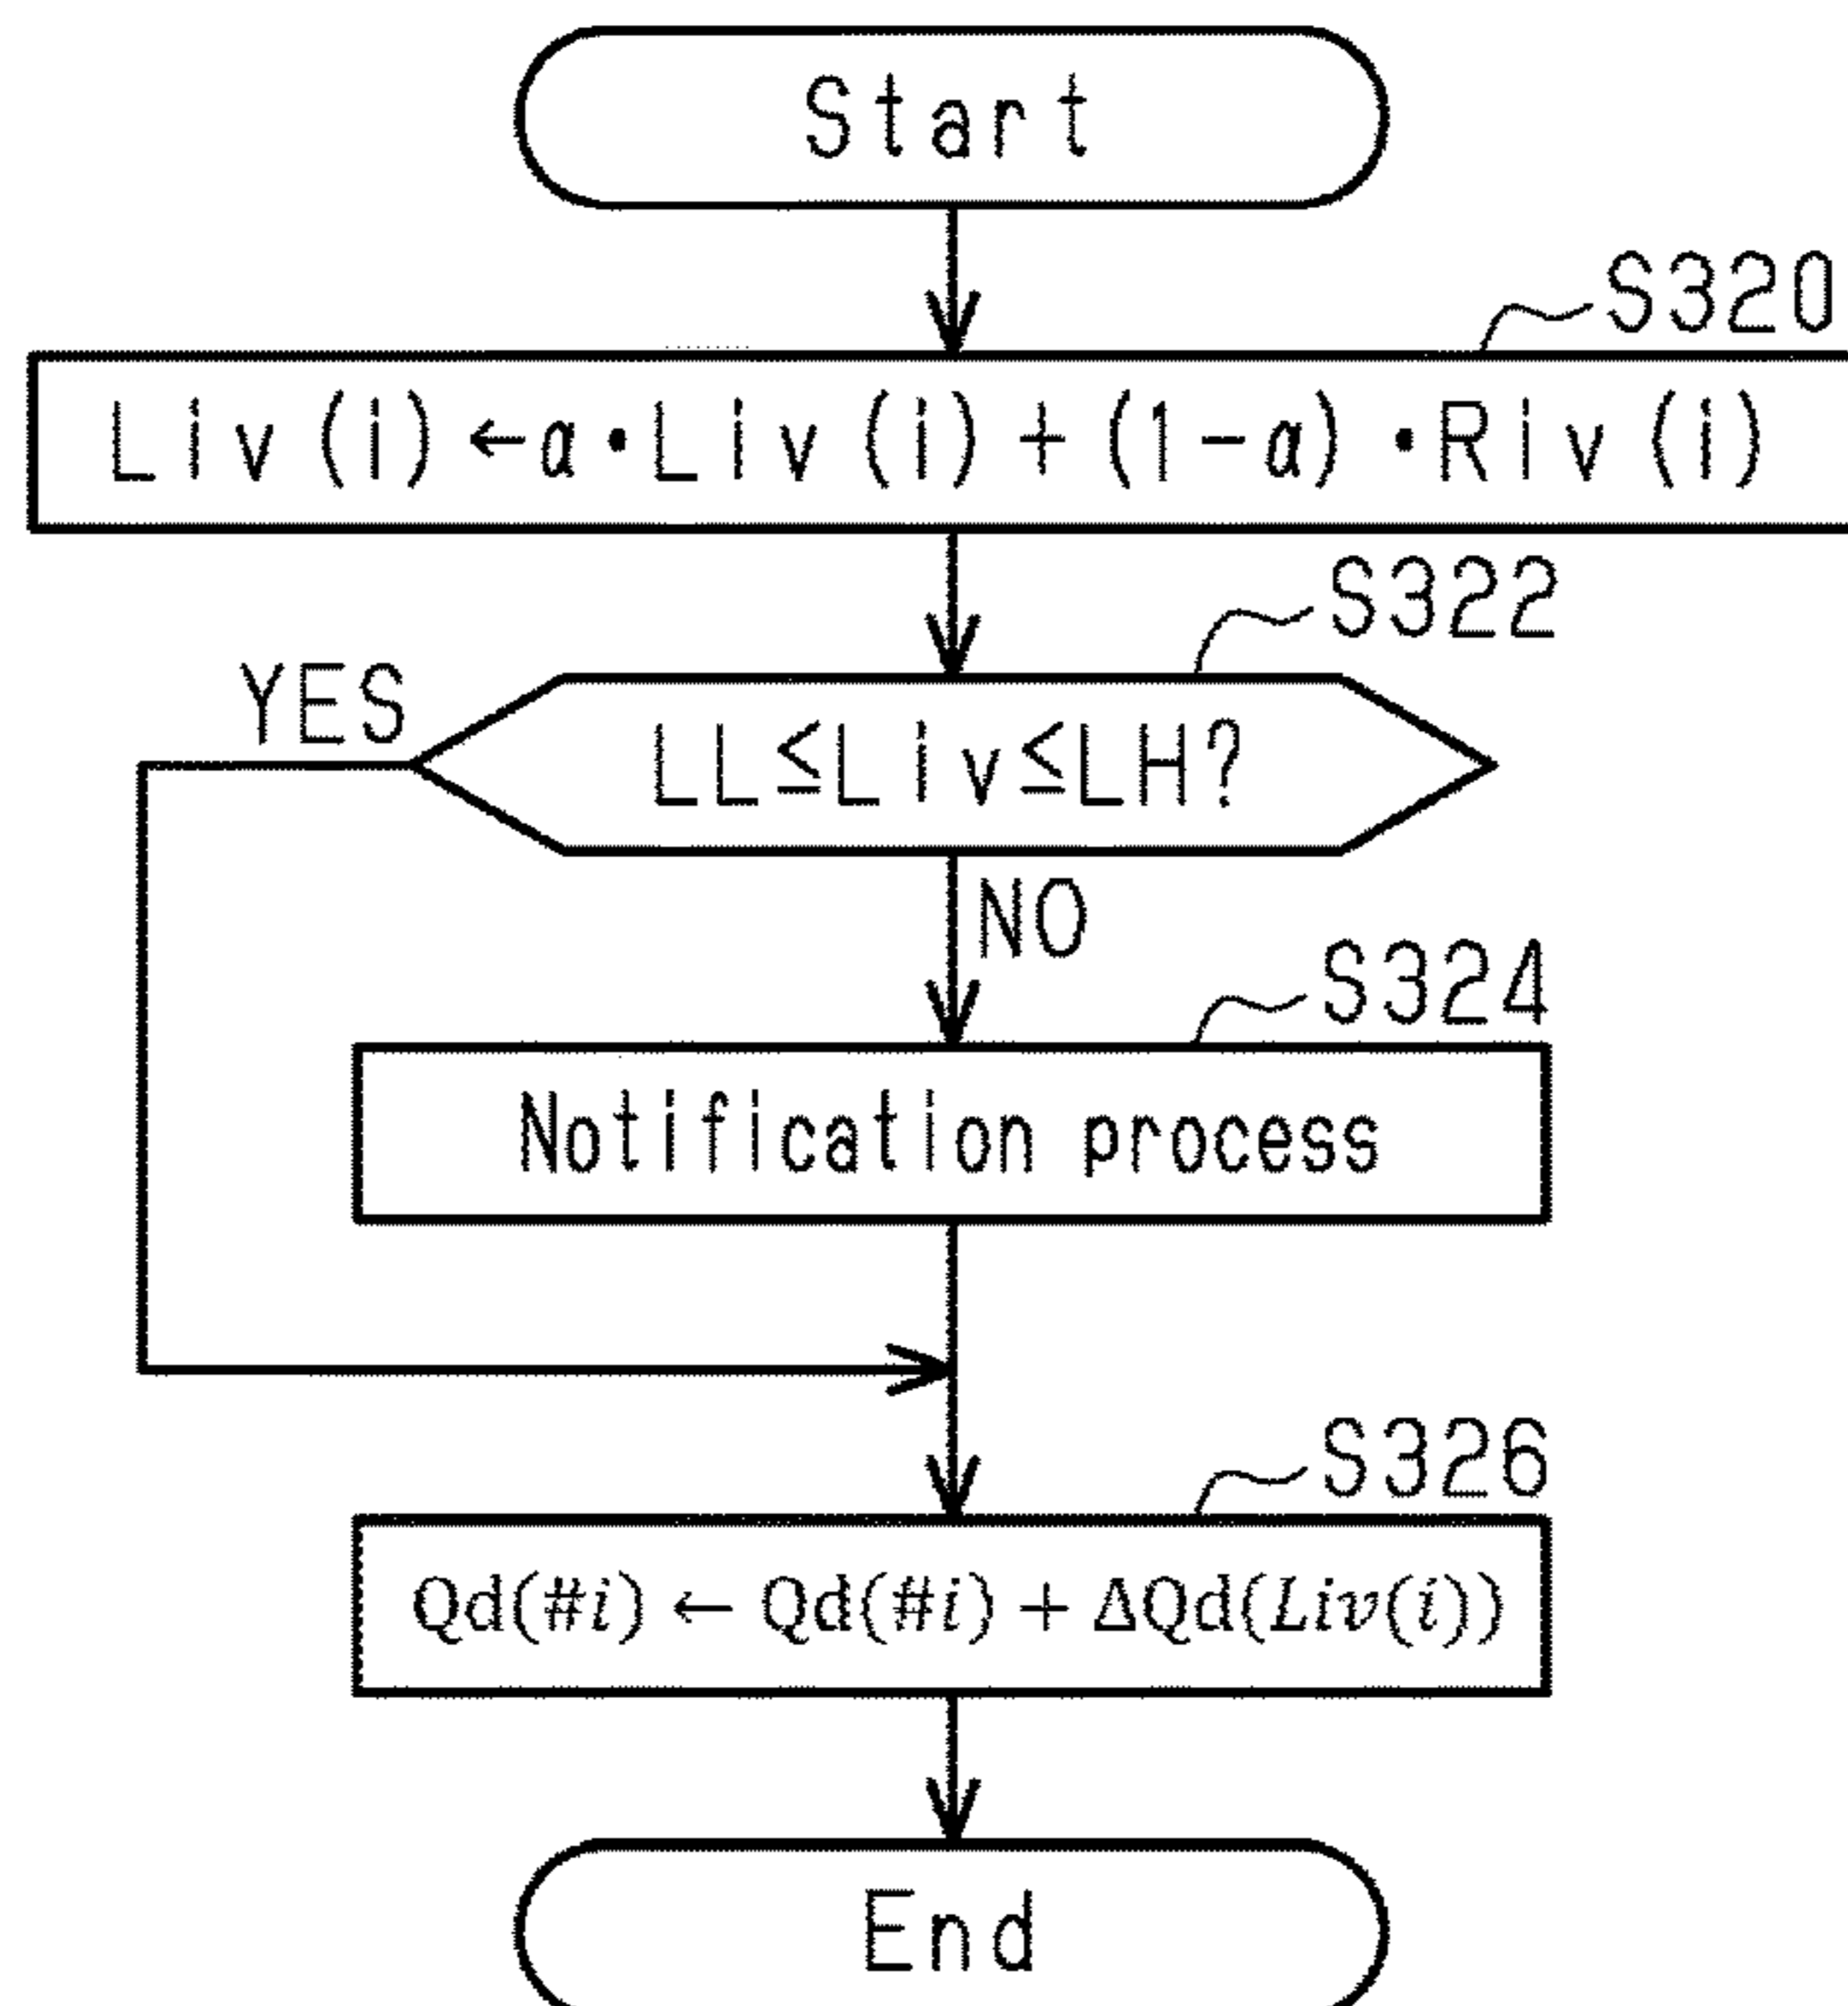 Start
S320
Liv(i)←α•Liv(i)+(1-α)•Riv(i)
S322
YES
LL≤Liv≤LH?
NO
S324
Notification process
S326
Qd(#i) ← Qd(#i) + ΔQd(Liv(i))
End